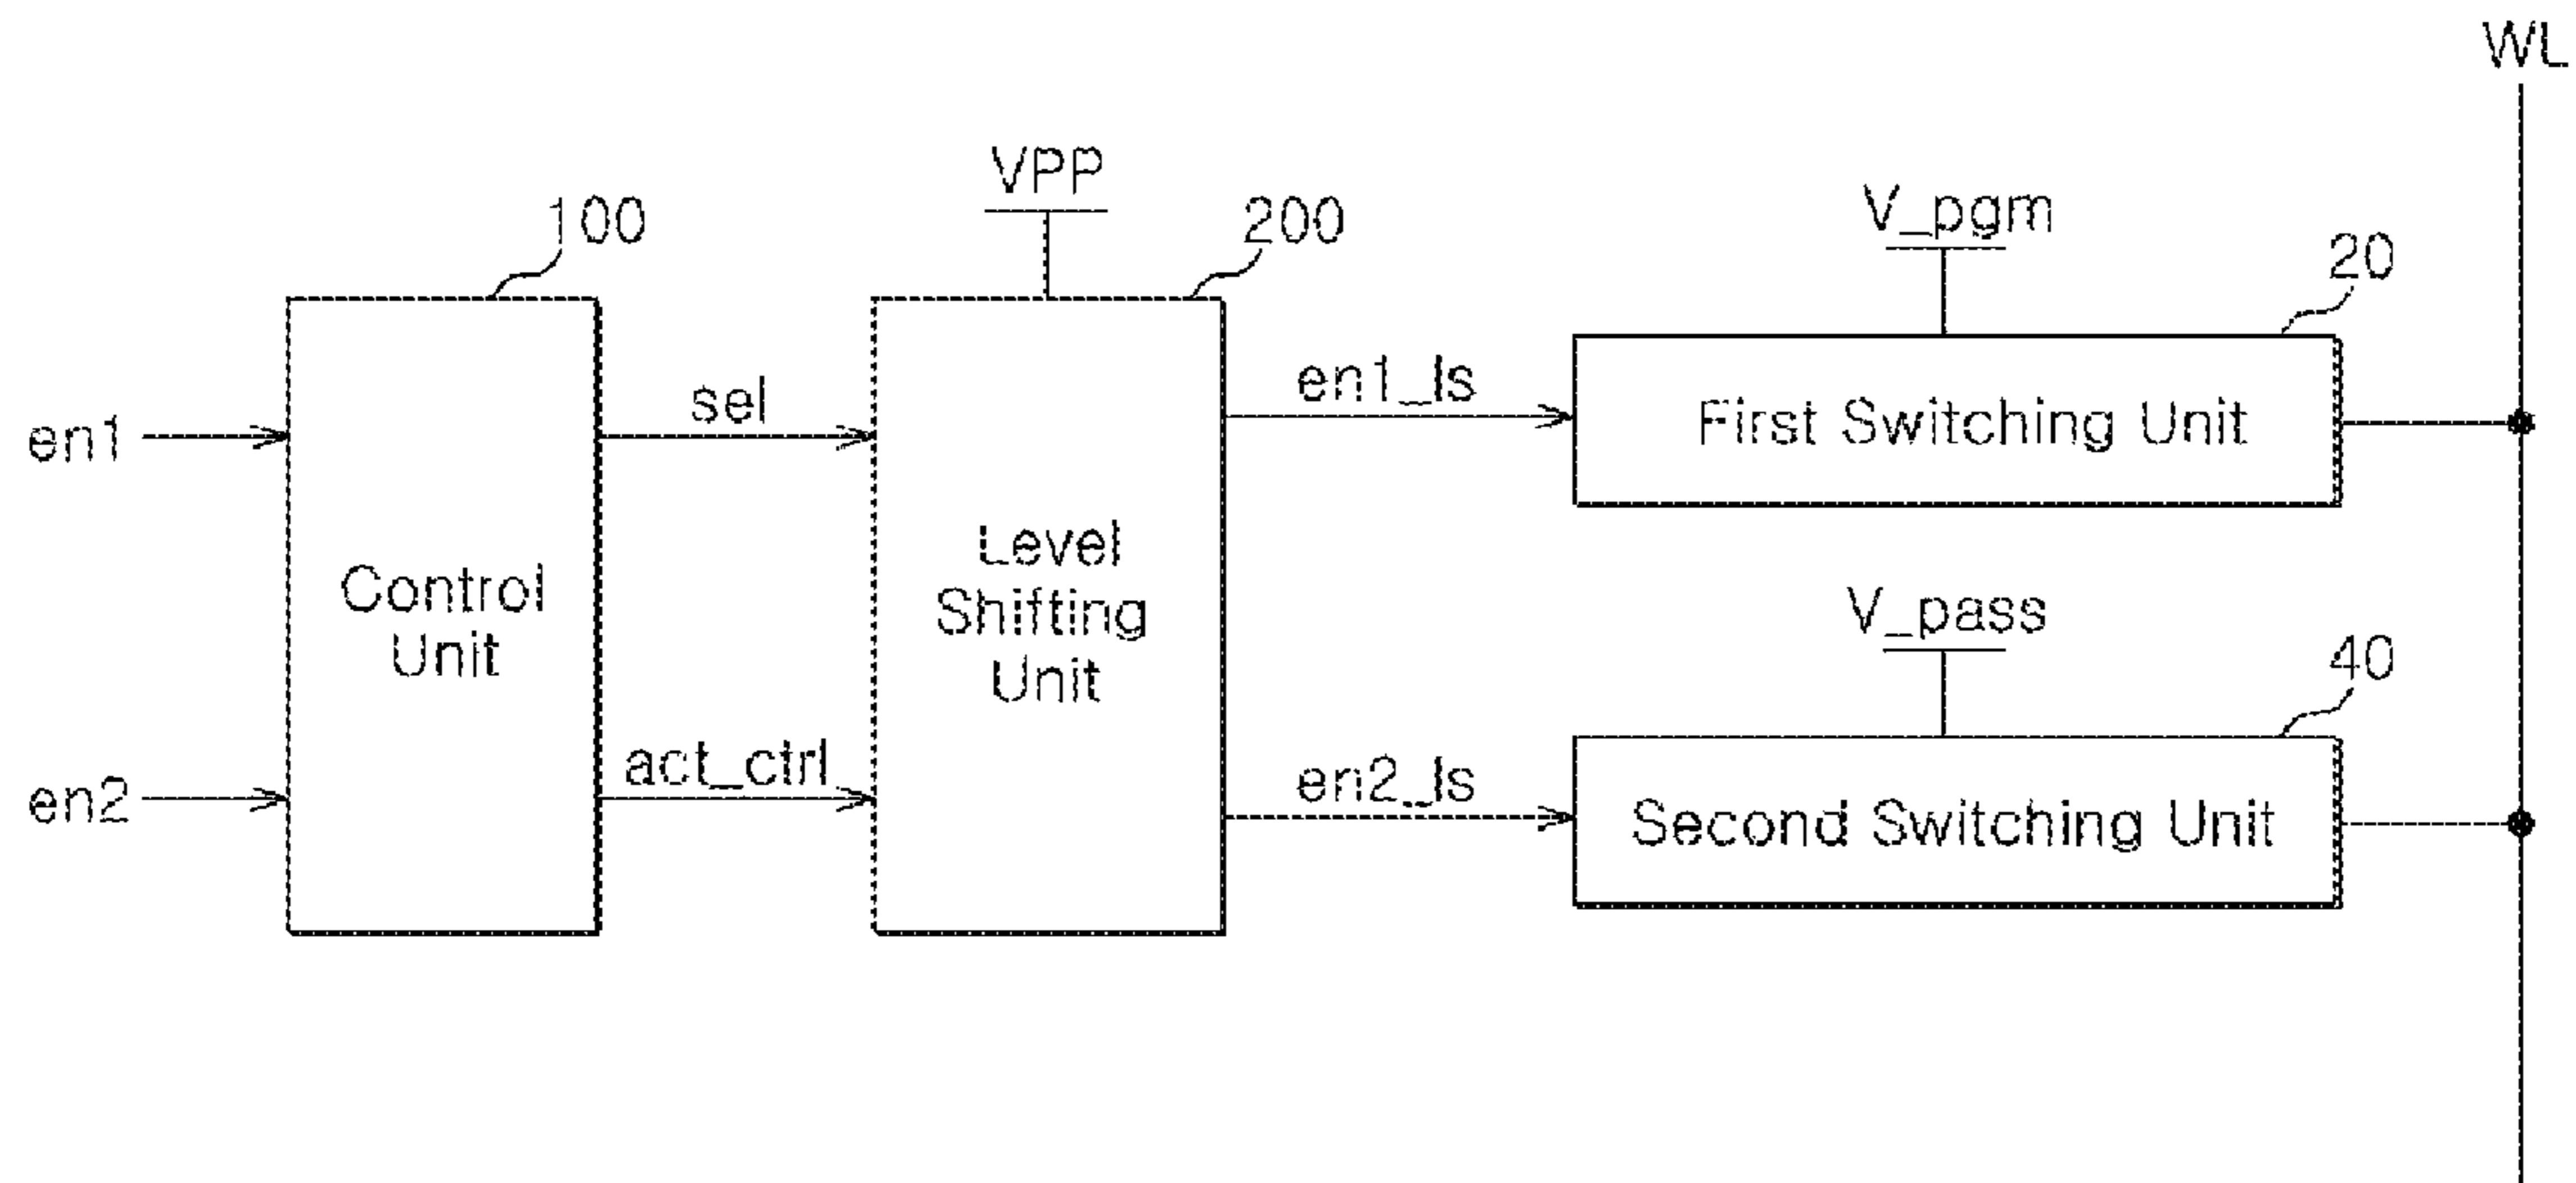 WL
VPP
100
200
V_pgm
20
en1
sel
en1_ls
First Switching Unit
Control
Unit
Level
Shifting
Unit
V_pass
40
en2
act_ctrl
en2_ls
Second Switching Unit